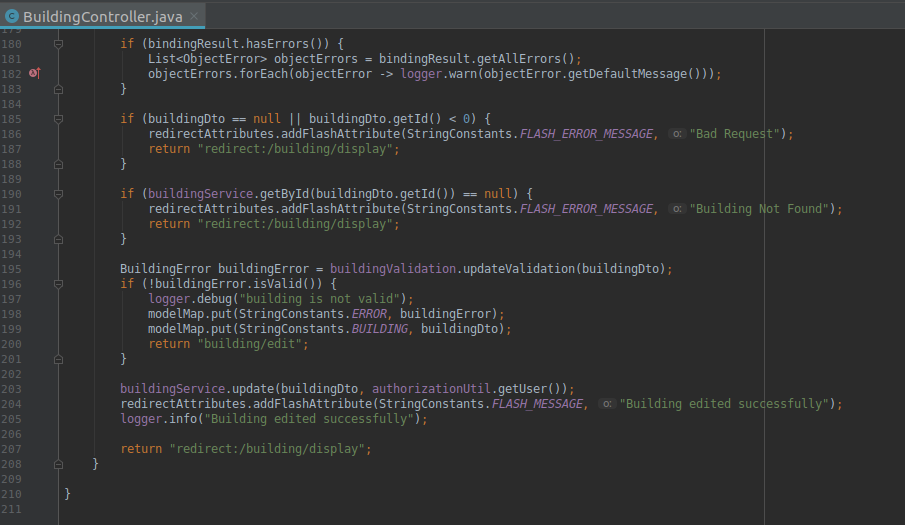 BuildingController.java
179
180 if (bindingResult.hasErrors()) {
181 List<ObjectError> objectErrors = bindingResult.getAllErrors();
182 objectErrors.forEach(objectError -> logger.warn(objectError.getDefaultMessage()));
183 }
184
185 if (buildingDto == null || buildingDto.getId() < 0) {
186 redirectAttributes.addFlashAttribute(StringConstants.FLASH_ERROR_MESSAGE, o: "Bad Request");
187 return "redirect:/building/display";
188 }
189
190 if (buildingService.getById(buildingDto.getId()) == null) {
191 redirectAttributes.addFlashAttribute(StringConstants.FLASH_ERROR_MESSAGE, o: "Building Not Found");
192 return "redirect:/building/display";
193 }
194
195 BuildingError buildingError = buildingValidation.updateValidation(buildingDto);
196 if (!buildingError.isValid()) {
197 logger.debug("building is not valid");
198 modelMap.put(StringConstants.ERROR, buildingError);
199 modelMap.put(StringConstants.BUILDING, buildingDto);
200 return "building/edit";
201 }
202
203 buildingService.update(buildingDto, authorizationUtil.getUser());
204 redirectAttributes.addFlashAttribute(StringConstants.FLASH_MESSAGE, o: "Building edited successfully");
205 logger.info("Building edited successfully");
206
207 return "redirect:/building/display";
208 }
209
210 }
211